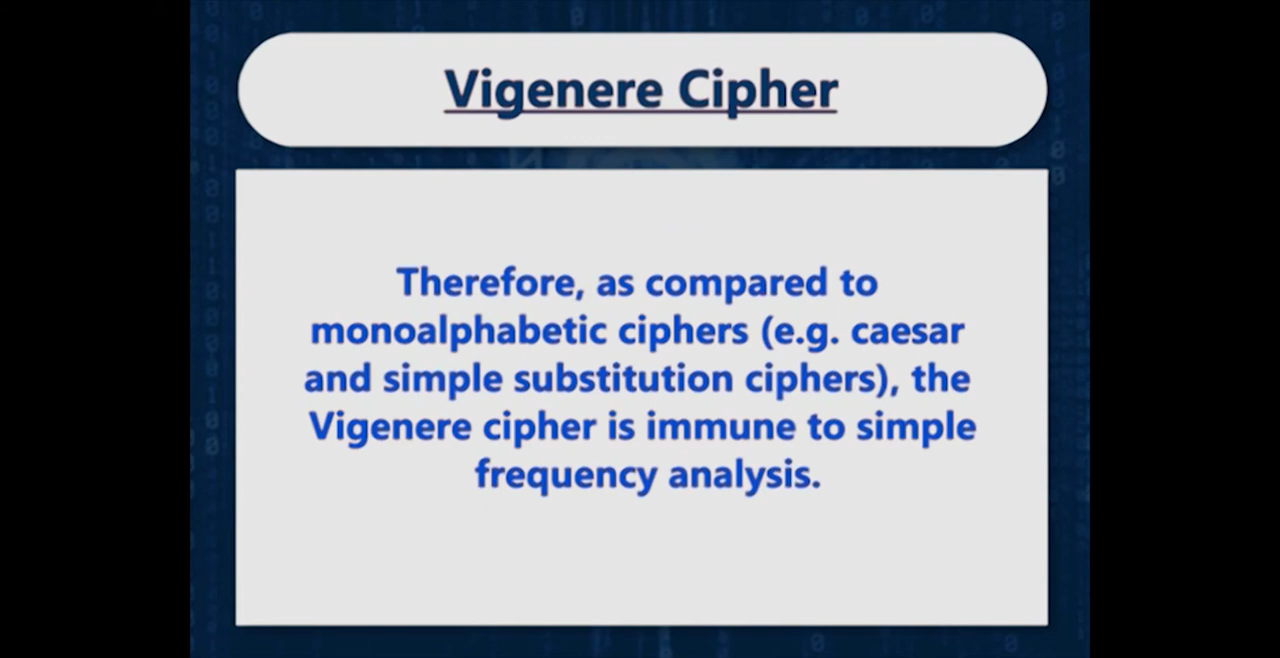 Vigenere Cipher
Therefore, as compared to
monoalphabetic ciphers (e.g. caesar
and simple substitution ciphers), the
Vigenere cipher is immune to simple
frequency analysis.